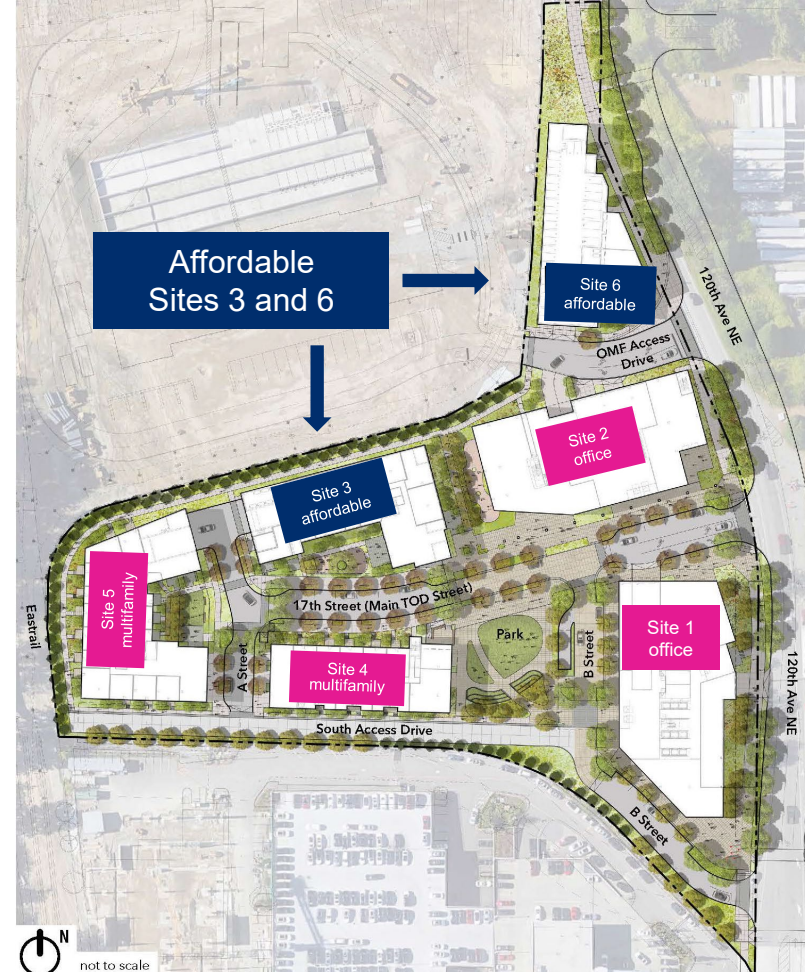 Affordable
Sites 3 and 6
Site 6
affordable
120th Ave NE
OMF Access
Drive
Site 2
office
Site 3
affordable
Site 5
multifamily
Eastrail
17th Street (Main TOD Street)
Park
B Street
Site 1
office
A Street
Site 4
multifamily
120th Ave NE
South Access Drive
B Street
N
not to scale